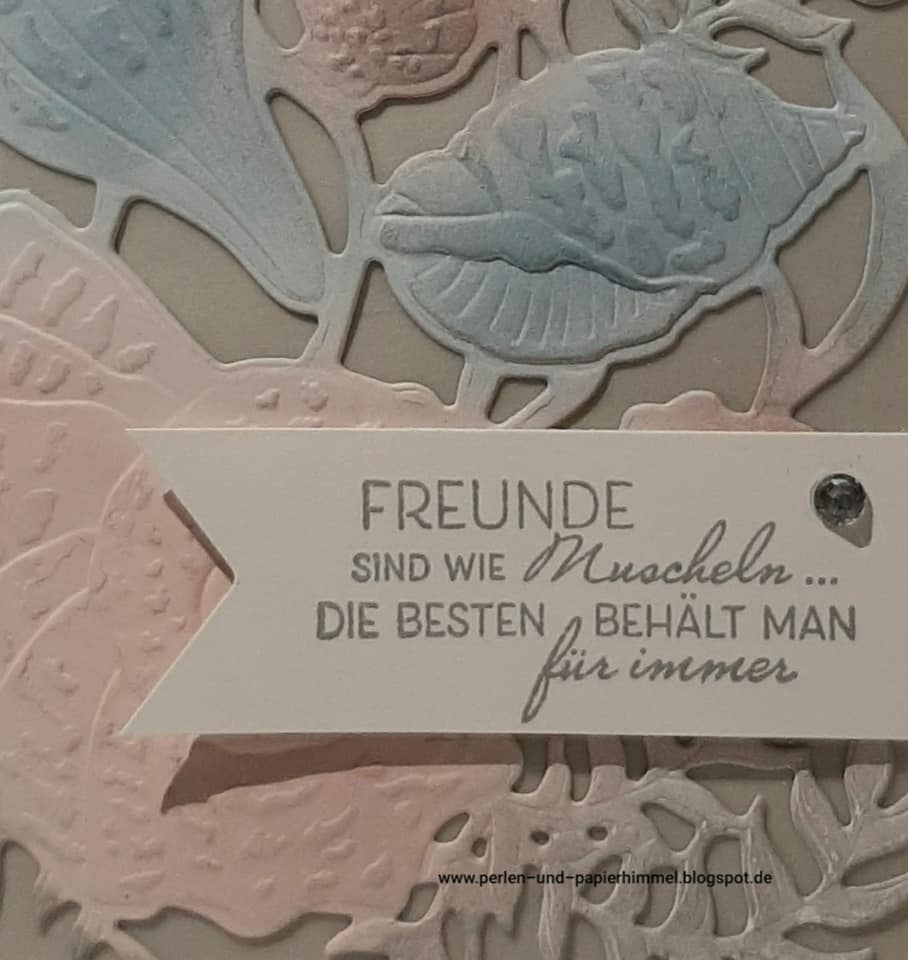 FREUNDE
SIND WIE Muscheln ...
DIE BESTEN BEHÄLT MAN
für immer
www.perlen-und-papierhimmel.blogspot.de